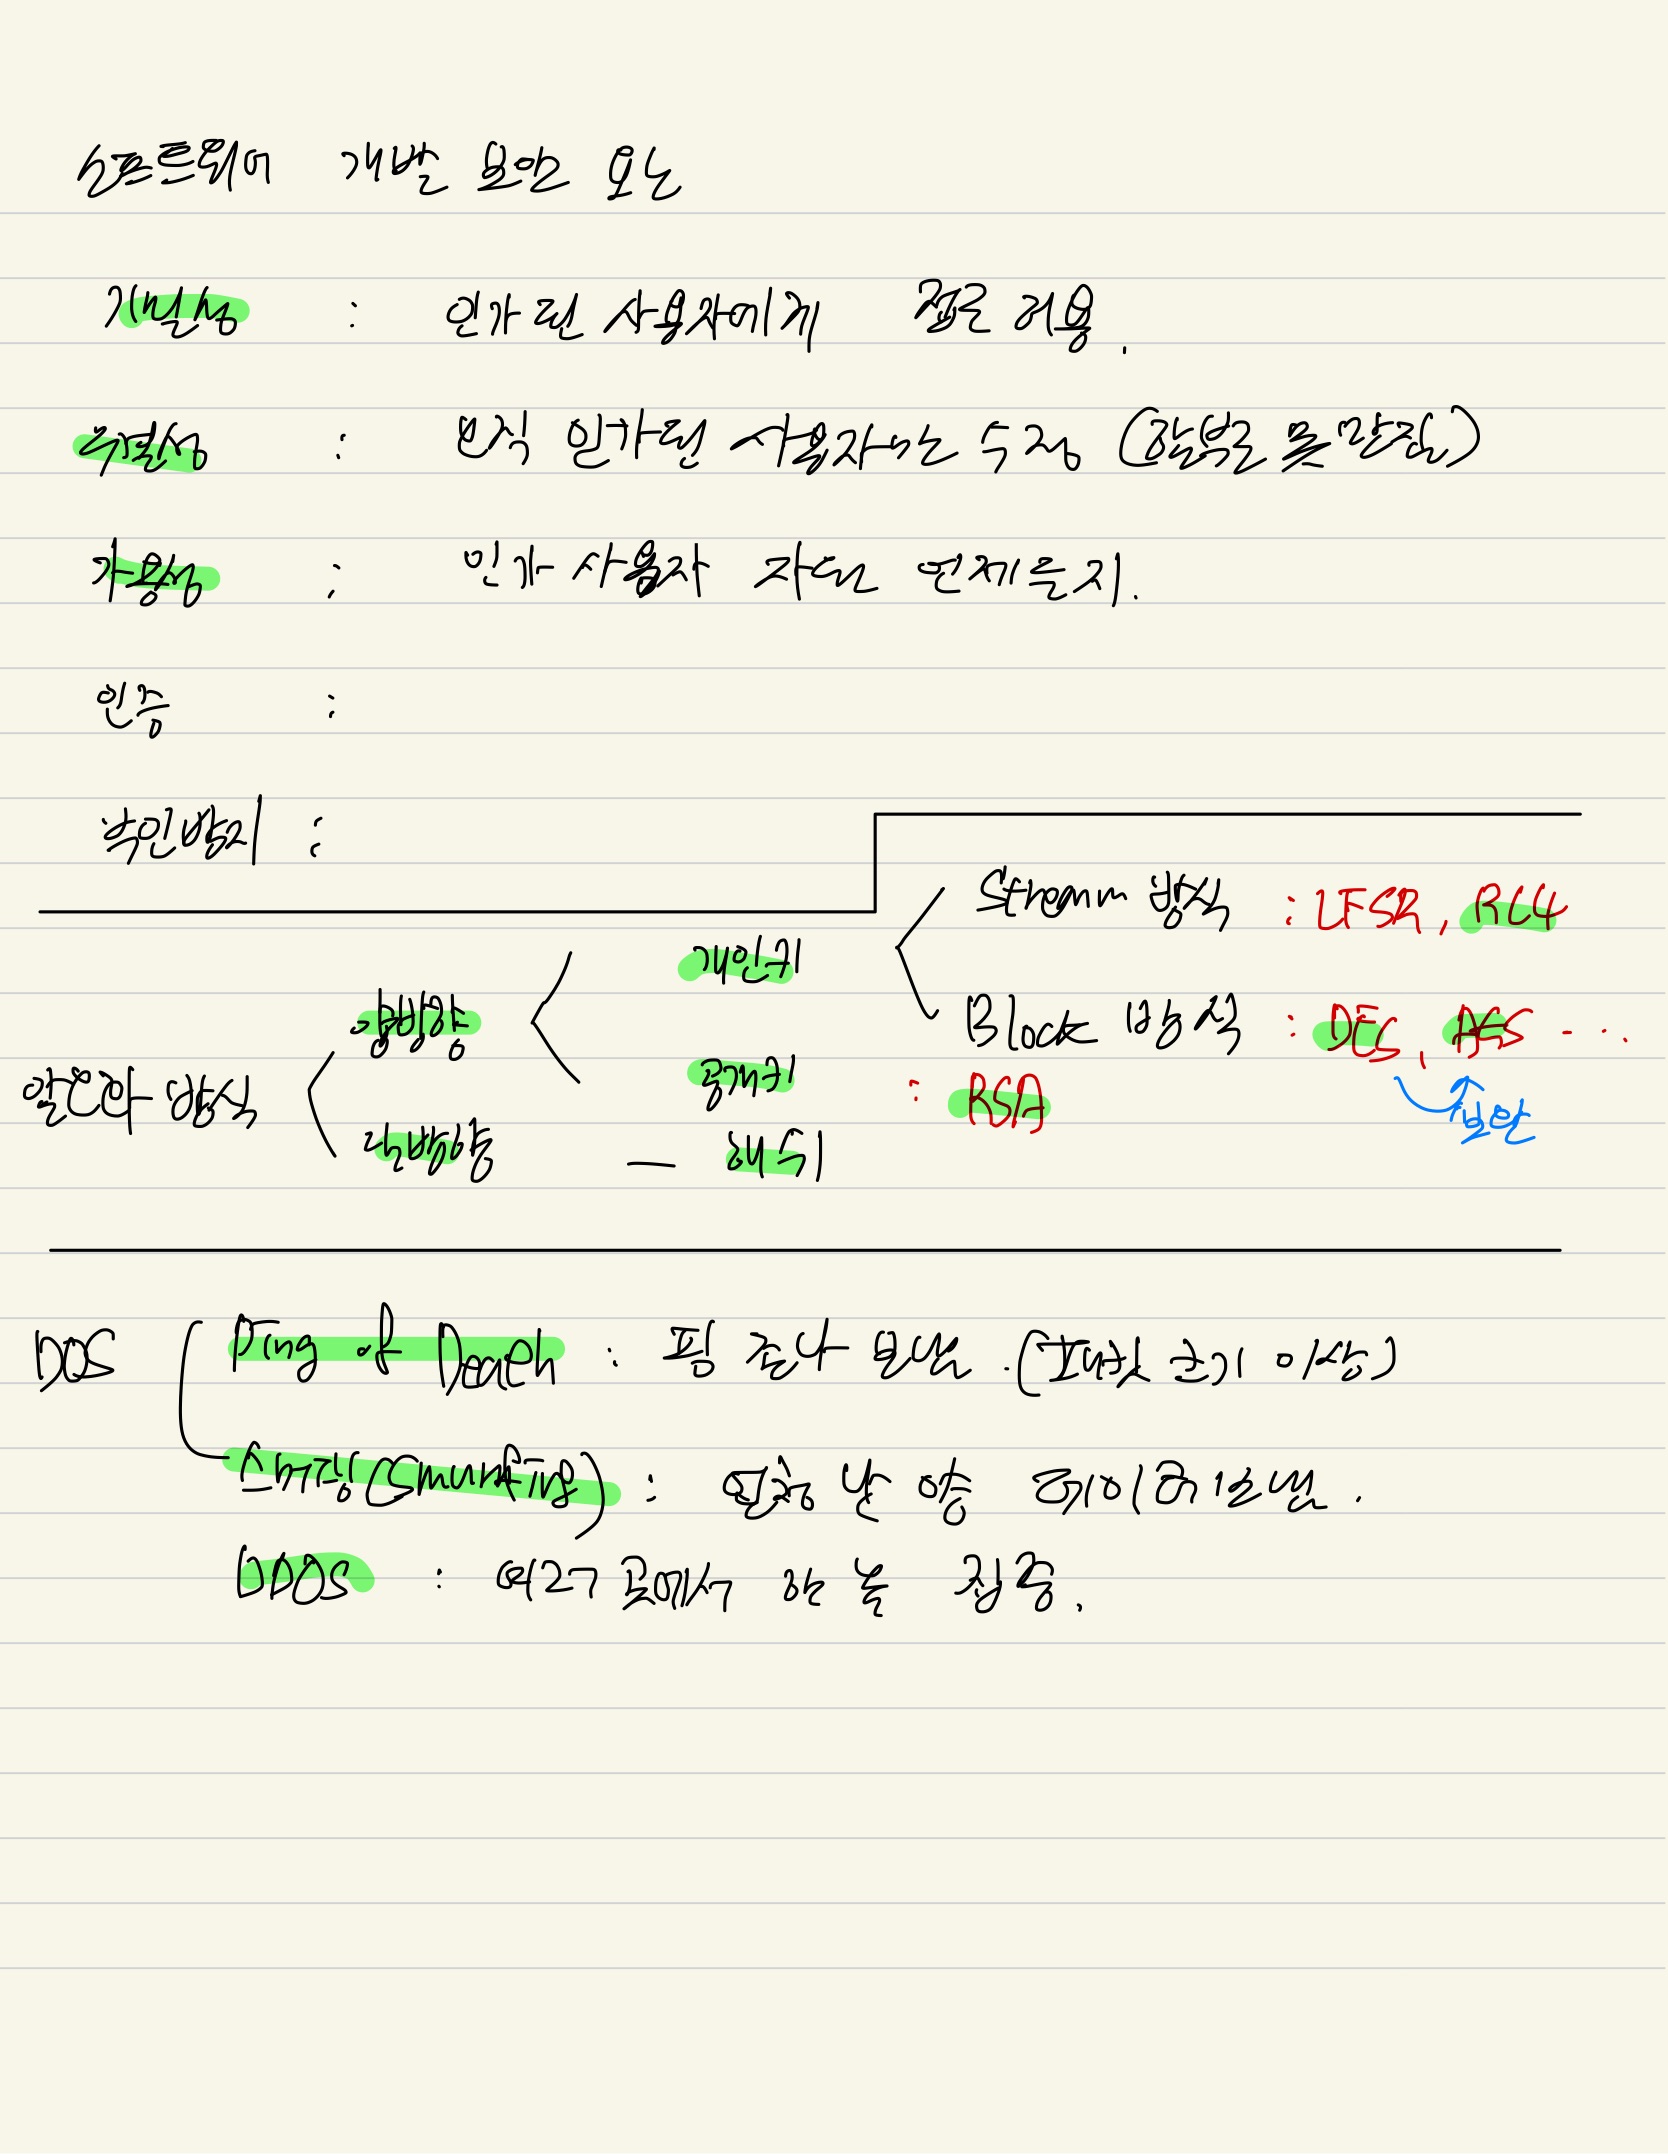 소프트웨어 개발 보안 요소
기밀성 : 인가된 사용자에게 접근 허용.
무결성 : 오직 인가된 사용자만 수정 (함부로 못 만짐)
가용성 : 인가 사용자 자원 언제든지.
인증 :
부인방지 :
Stream 방식 : LFSR, RC4
개인키
양방향 Block 방식 : DES, AES ...
암호화 방식 공개키 : RSA 보완
단방향 — 해쉬
DOS Ping of Death : 핑 존나 보냄. (패킷 크기 이상)
스머핑(Smurfing) : 엄청 많 양 데이터 보냄.
DDOS : 여러 곳에서 한 놈 집중.